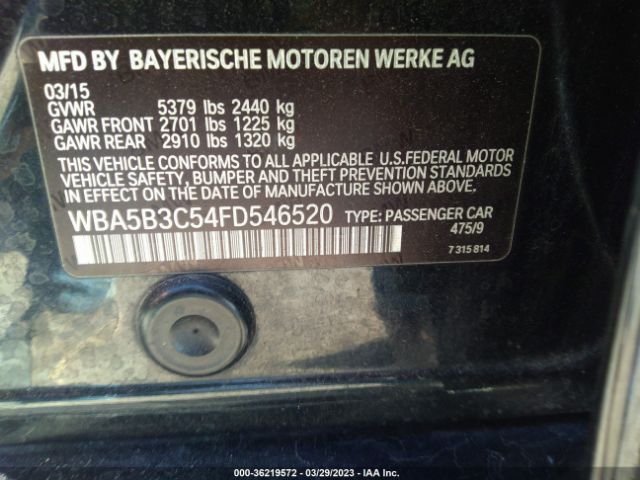 MFD BY BAYERISCHE MOTOREN WERKE AG
03/15
GVWR 5379 lbs 2440 kg
GAWR FRONT 2701 lbs 1225 kg
GAWR REAR 2910 lbs 1320 kg
THIS VEHICLE CONFORMS TO ALL APPLICABLE U.S.FEDERAL MOTOR
VEHICLE SAFETY, BUMPER AND THEFT PREVENTION STANDARDS
IN EFFECT ON THE DATE OF MANUFACTURE SHOWN ABOVE.
WBA5B3C54FD546520 TYPE: PASSENGER CAR
475/9
7 315 814
000-36219572 — 03/29/2023 — IAA Inc.